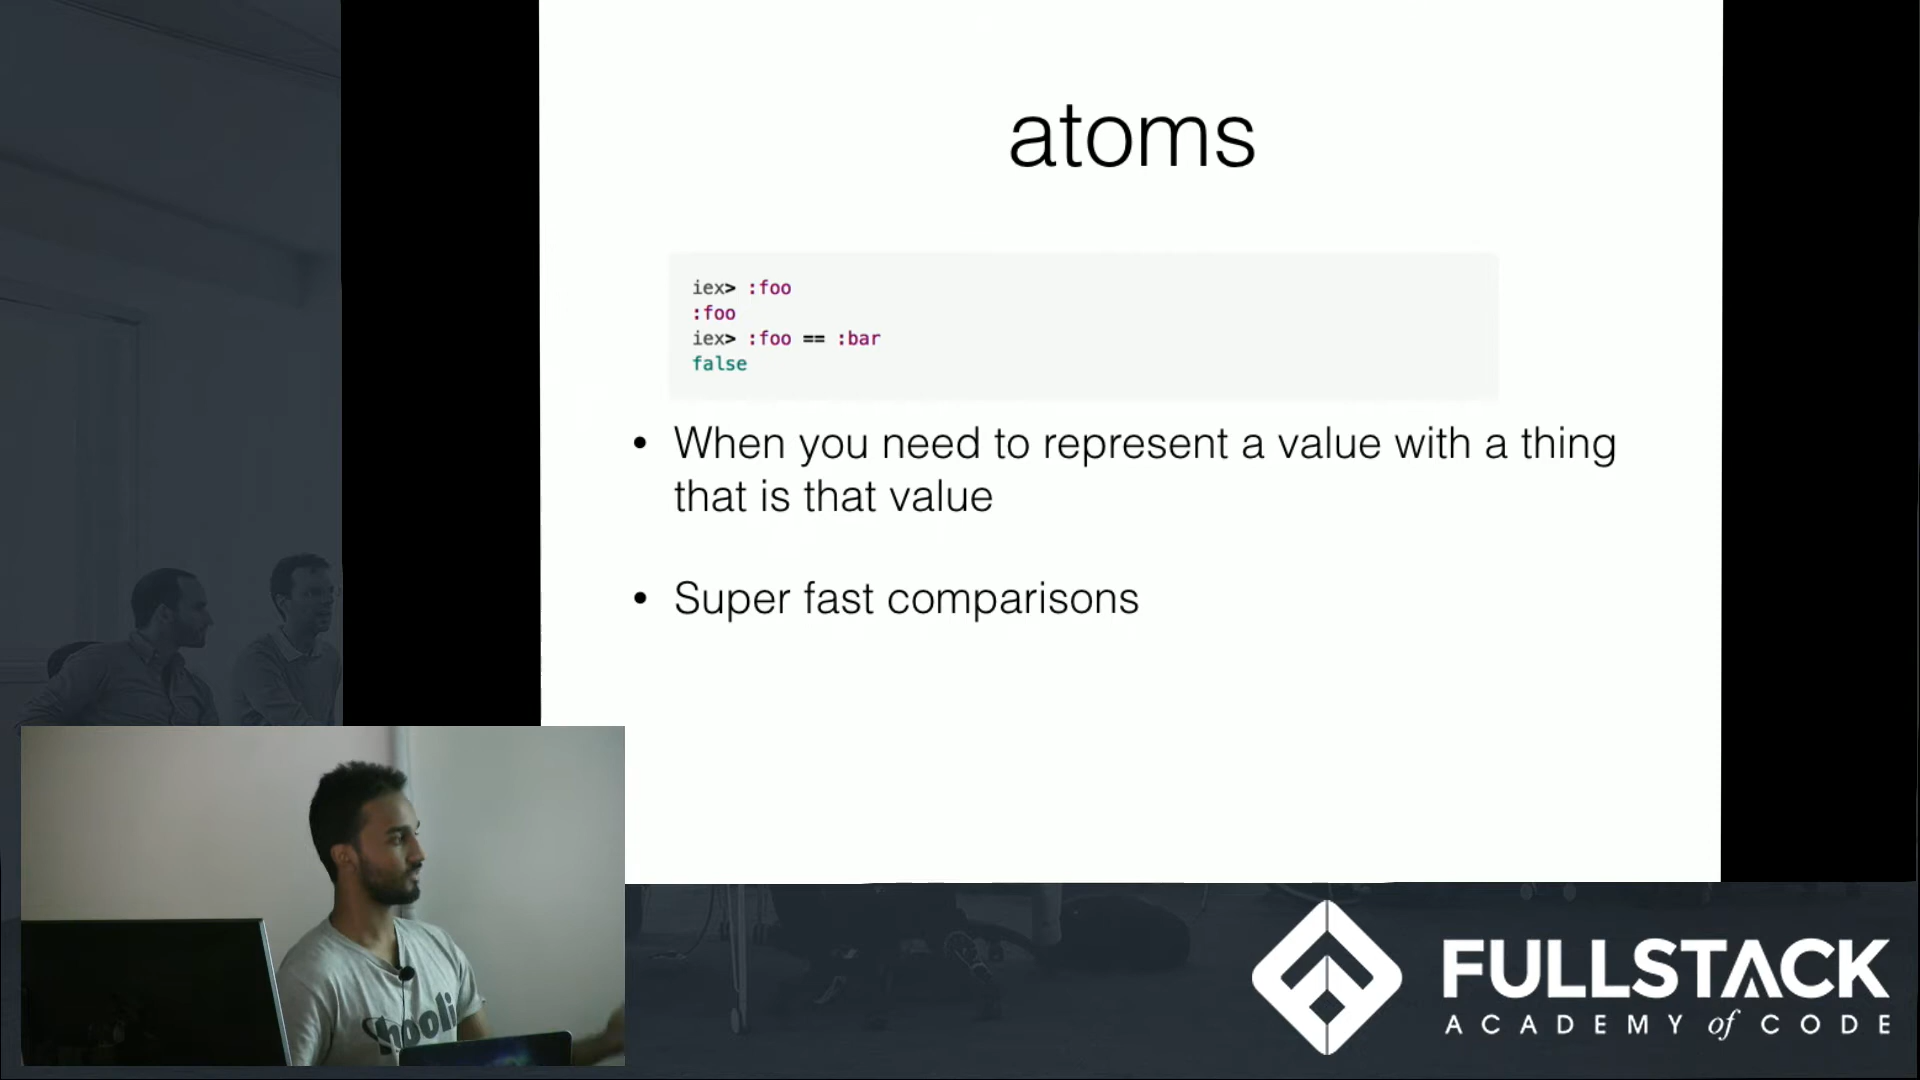 atoms
iex> :foo
:foo
iex> :foo == :bar
false
• When you need to represent a value with a thing
that is that value
• Super fast comparisons
hooli
FULLSTACK
ACADEMY of CODE